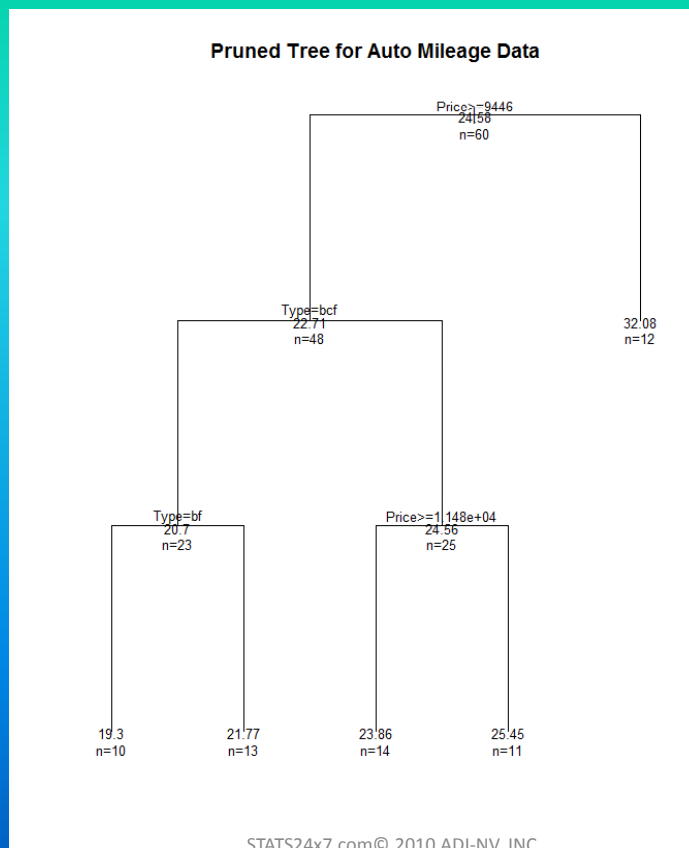 Pruned Tree for Auto Mileage Data
Price>=9446
24.58
n=60
Type=bcf
22.71
n=48
32.08
n=12
Type=bf
20.7
n=23
Price>=1.148e+04
24.56
n=25
19.3
n=10
21.77
n=13
23.86
n=14
25.45
n=11
STATS24x7.com© 2010 ADI-NV, INC